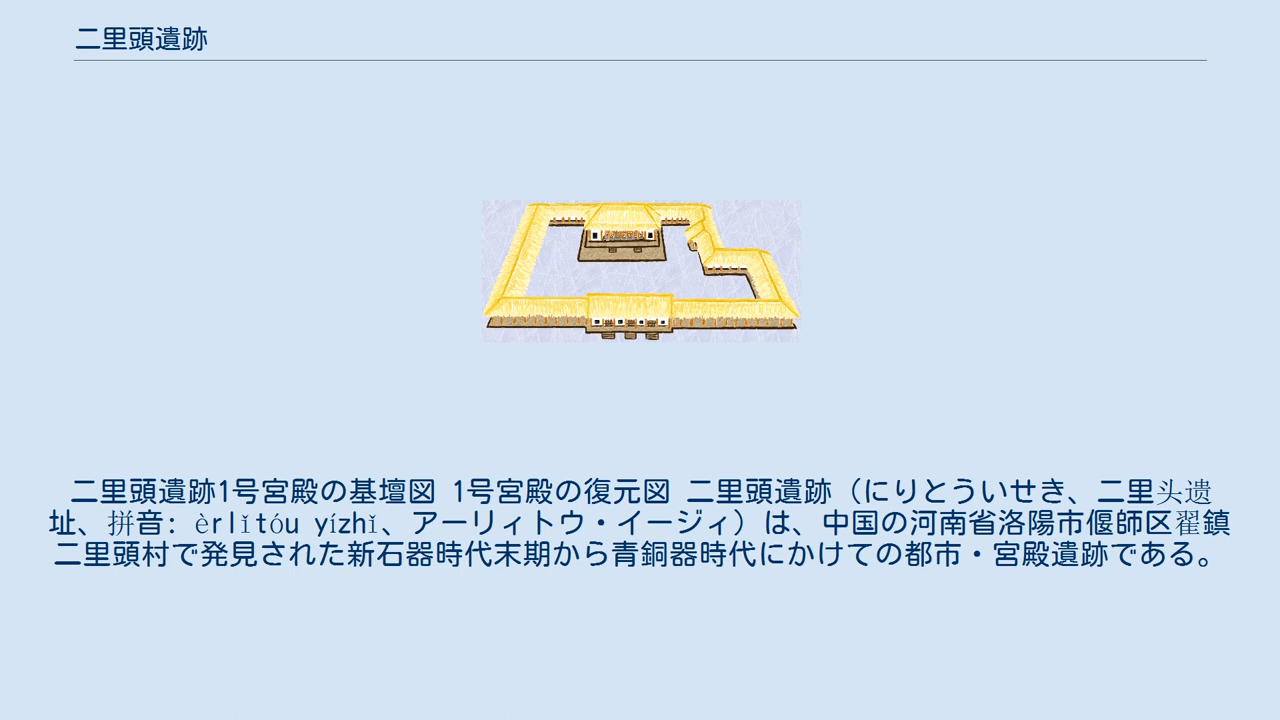 二里頭遺跡
二里頭遺跡1号宮殿の基壇図 1号宮殿の復元図 二里頭遺跡（にりとういせき、二里头遗
址、拼音: èrlǐtóu yízhǐ、アーリィトウ・イージィ）は、中国の河南省洛陽市偃師区翟鎮
二里頭村で発見された新石器時代末期から青銅器時代にかけての都市・宮殿遺跡である。